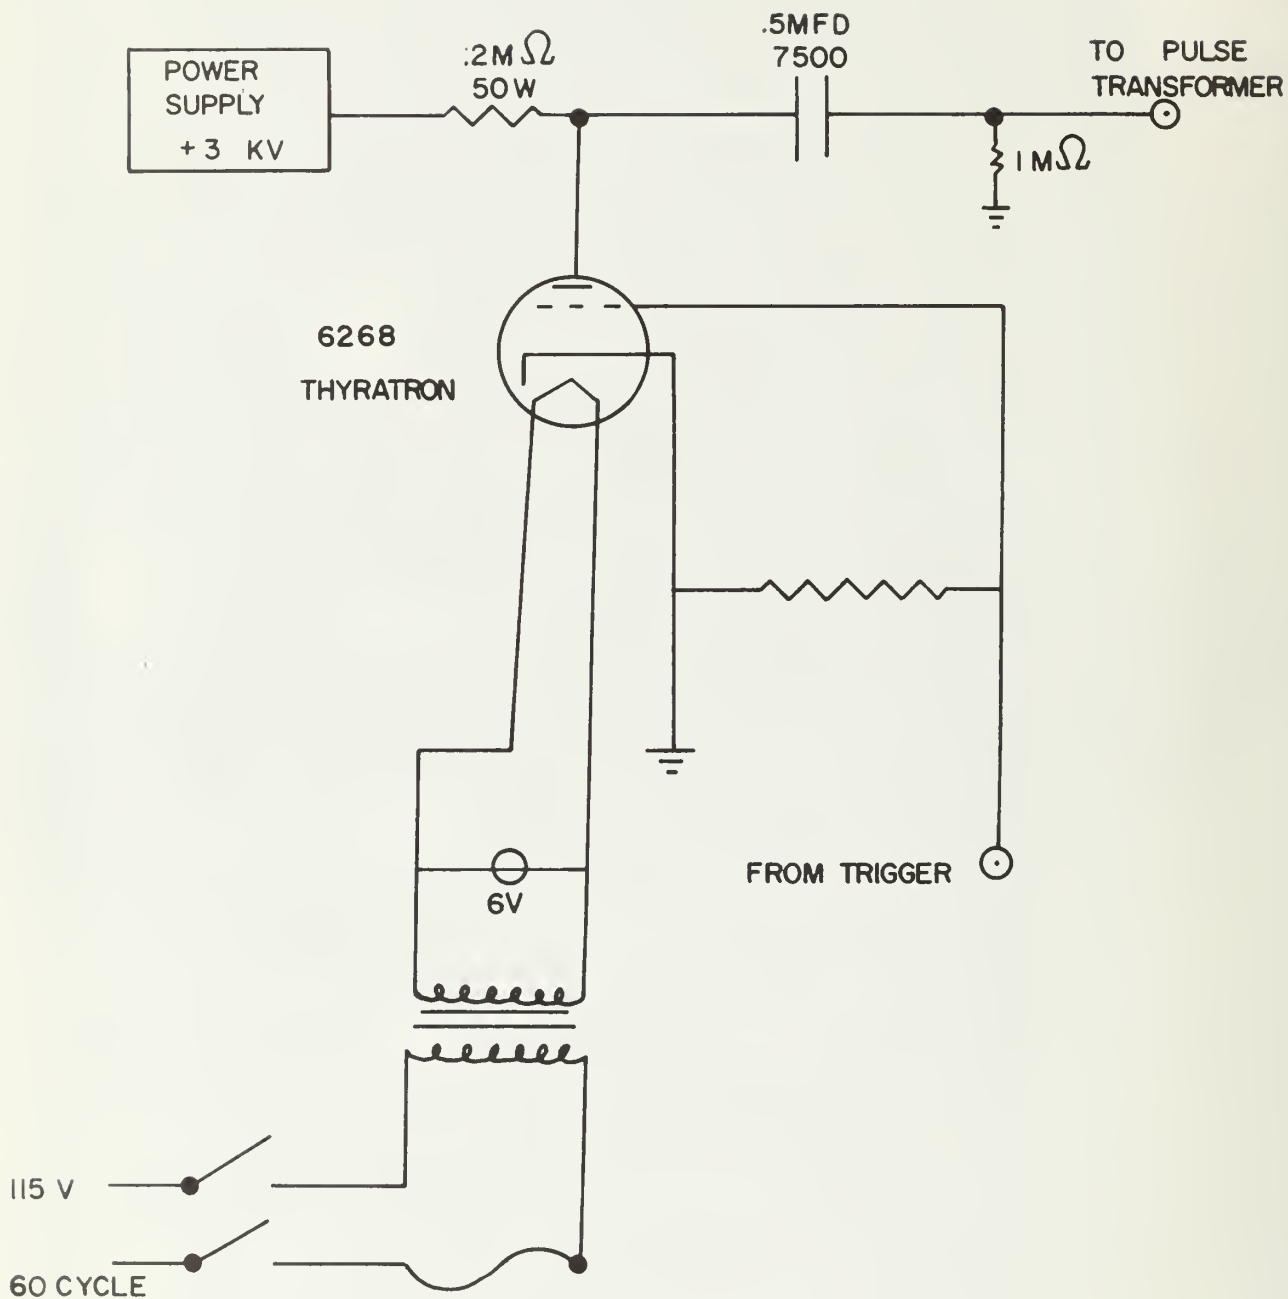 POWER
SUPPLY
+3 KV
.2MΩ
50W
.5MFD
7500
TO PULSE
TRANSFORMER
1MΩ
6268
THYRATRON
6V
FROM TRIGGER
115 V
60 CYCLE